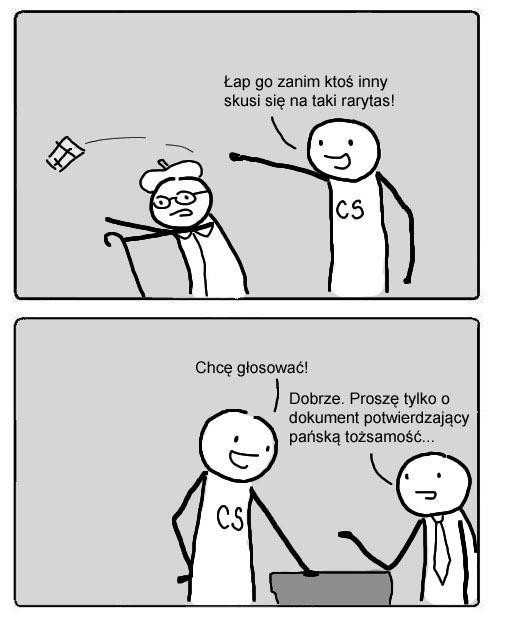 Łap go zanim ktoś inny
skusi się na taki rarytas!
CS
Chcę głosować!
Dobrze. Proszę tylko o
dokument potwierdzający
pańską tożsamość...
CS